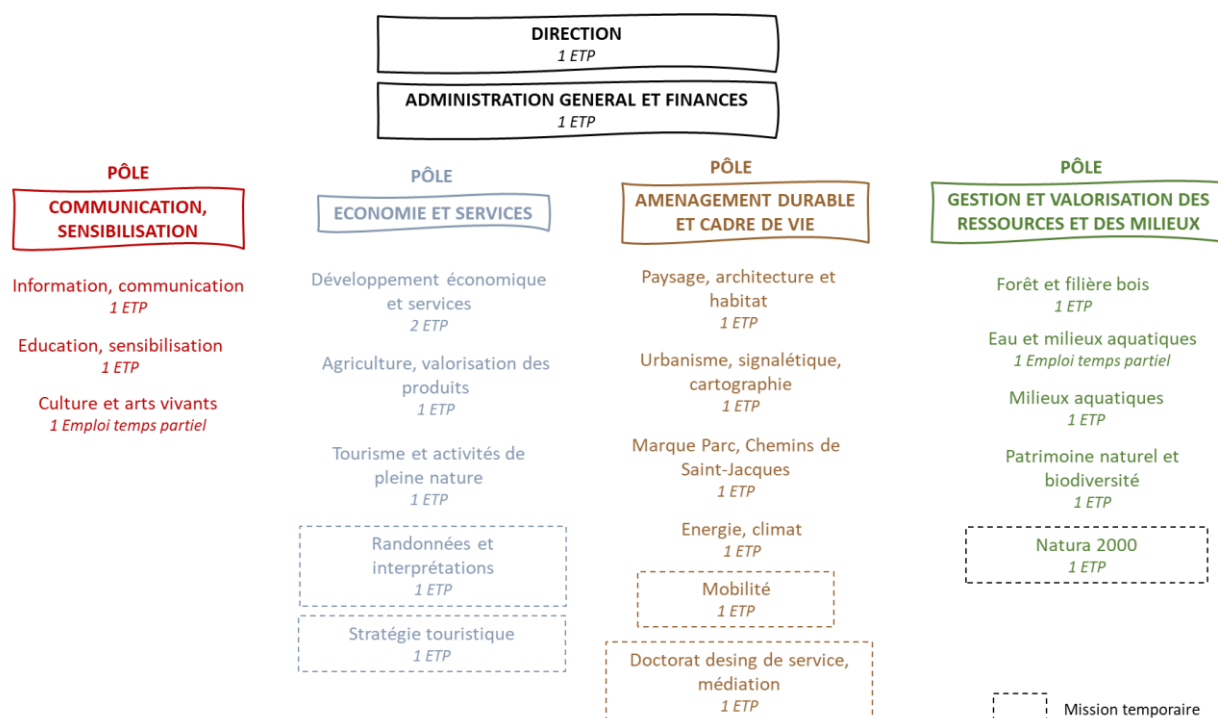 DIRECTION
1 ETP
ADMINISTRATION GENERAL ET FINANCES
1 ETP
PÔLE
COMMUNICATION,
SENSIBILISATION
Information, communication
1 ETP
Education, sensibilisation
1 ETP
Culture et arts vivants
1 Emploi temps partiel
PÔLE
ECONOMIE ET SERVICES
Développement économique
et services
2 ETP
Agriculture, valorisation des
produits
1 ETP
Tourisme et activités de
pleine nature
1 ETP
Randonnées et
interprétations
1 ETP
Stratégie touristique
1 ETP
PÔLE
AMENAGEMENT DURABLE
ET CADRE DE VIE
Paysage, architecture et
habitat
1 ETP
Urbanisme, signalétique,
cartographie
1 ETP
Marque Parc, Chemins de
Saint-Jacques
1 ETP
Energie, climat
1 ETP
Mobilité
1 ETP
Doctorat desing de service,
médiation
1 ETP
PÔLE
GESTION ET VALORISATION DES
RESSOURCES ET DES MILIEUX
Forêt et filière bois
1 ETP
Eau et milieux aquatiques
1 Emploi temps partiel
Milieux aquatiques
1 ETP
Patrimoine naturel et
biodiversité
1 ETP
Natura 2000
1 ETP
Mission temporaire